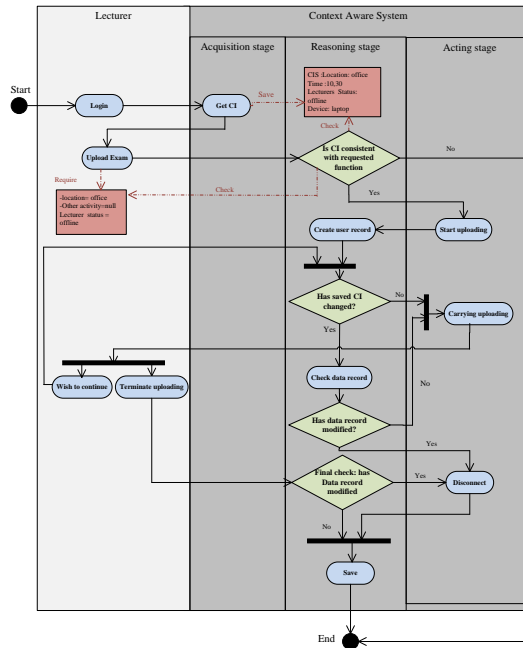 Lecturer
Context Aware System
Acquisition stage
Reasoning stage
Acting stage
Start
Login
Get CI
Save
CIS :Location: office
Time :10,30
Lecturers Status:
offline
Device: laptop
Check
Upload Exam
Is CI consistent
with requested
function
No
Require
Check
Yes
-location= office
-Other activity=null
Lecturer status =
offline
Create user record
Start uploading
Has saved CI
changed?
No
Carrying uploading
Yes
Wish to continue
Terminate uploading
Check data record
No
Has data record
modified?
Yes
Final check: has
Data record
modified
Yes
Disconnect
No
Save
End